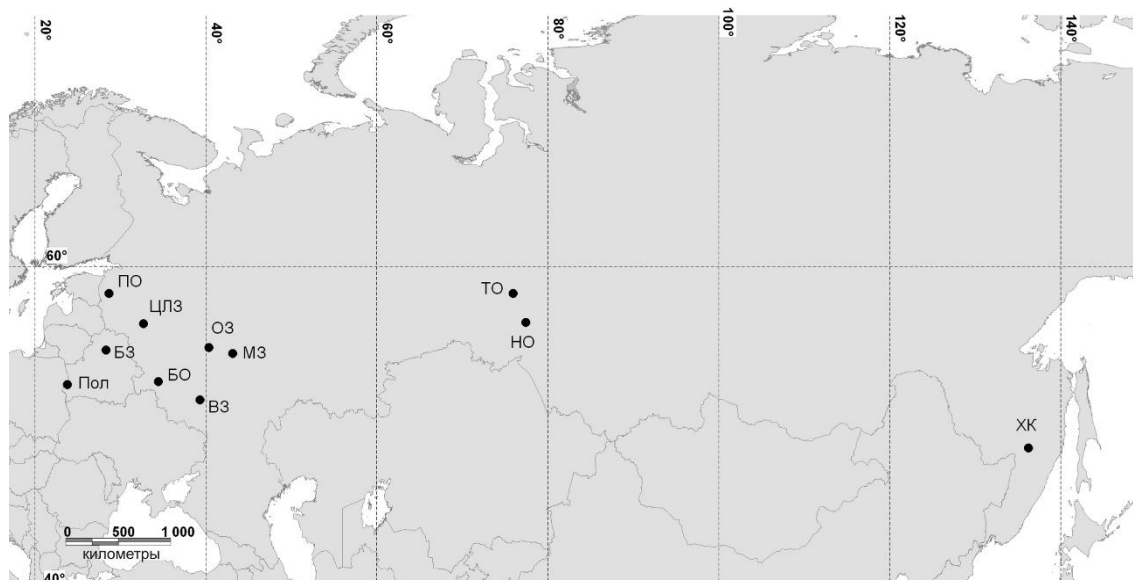 20°
40°
60°
80°
100°
120°
140°
60°
ПО
ЦЛЗ
ТО
ОЗ
НО
БЗ
МЗ
Пол
БО
ВЗ
ХК
0 500 1 000
километры
40°